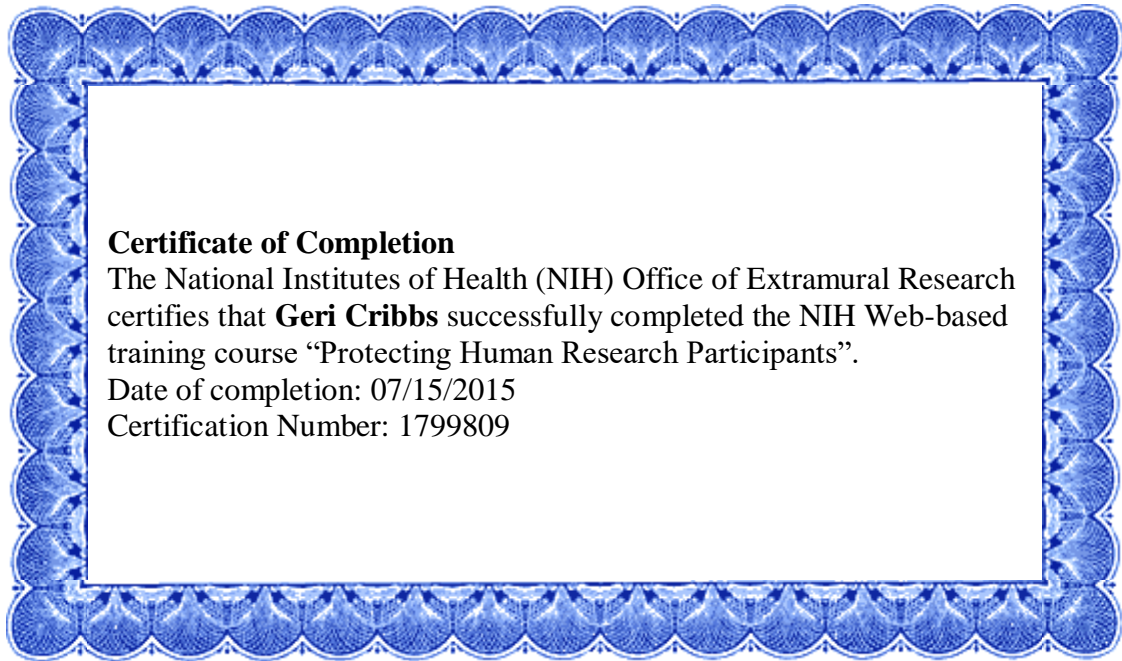 Certificate of Completion
The National Institutes of Health (NIH) Office of Extramural Research
certifies that Geri Cribbs successfully completed the NIH Web-based
training course “Protecting Human Research Participants”.
Date of completion: 07/15/2015
Certification Number: 1799809